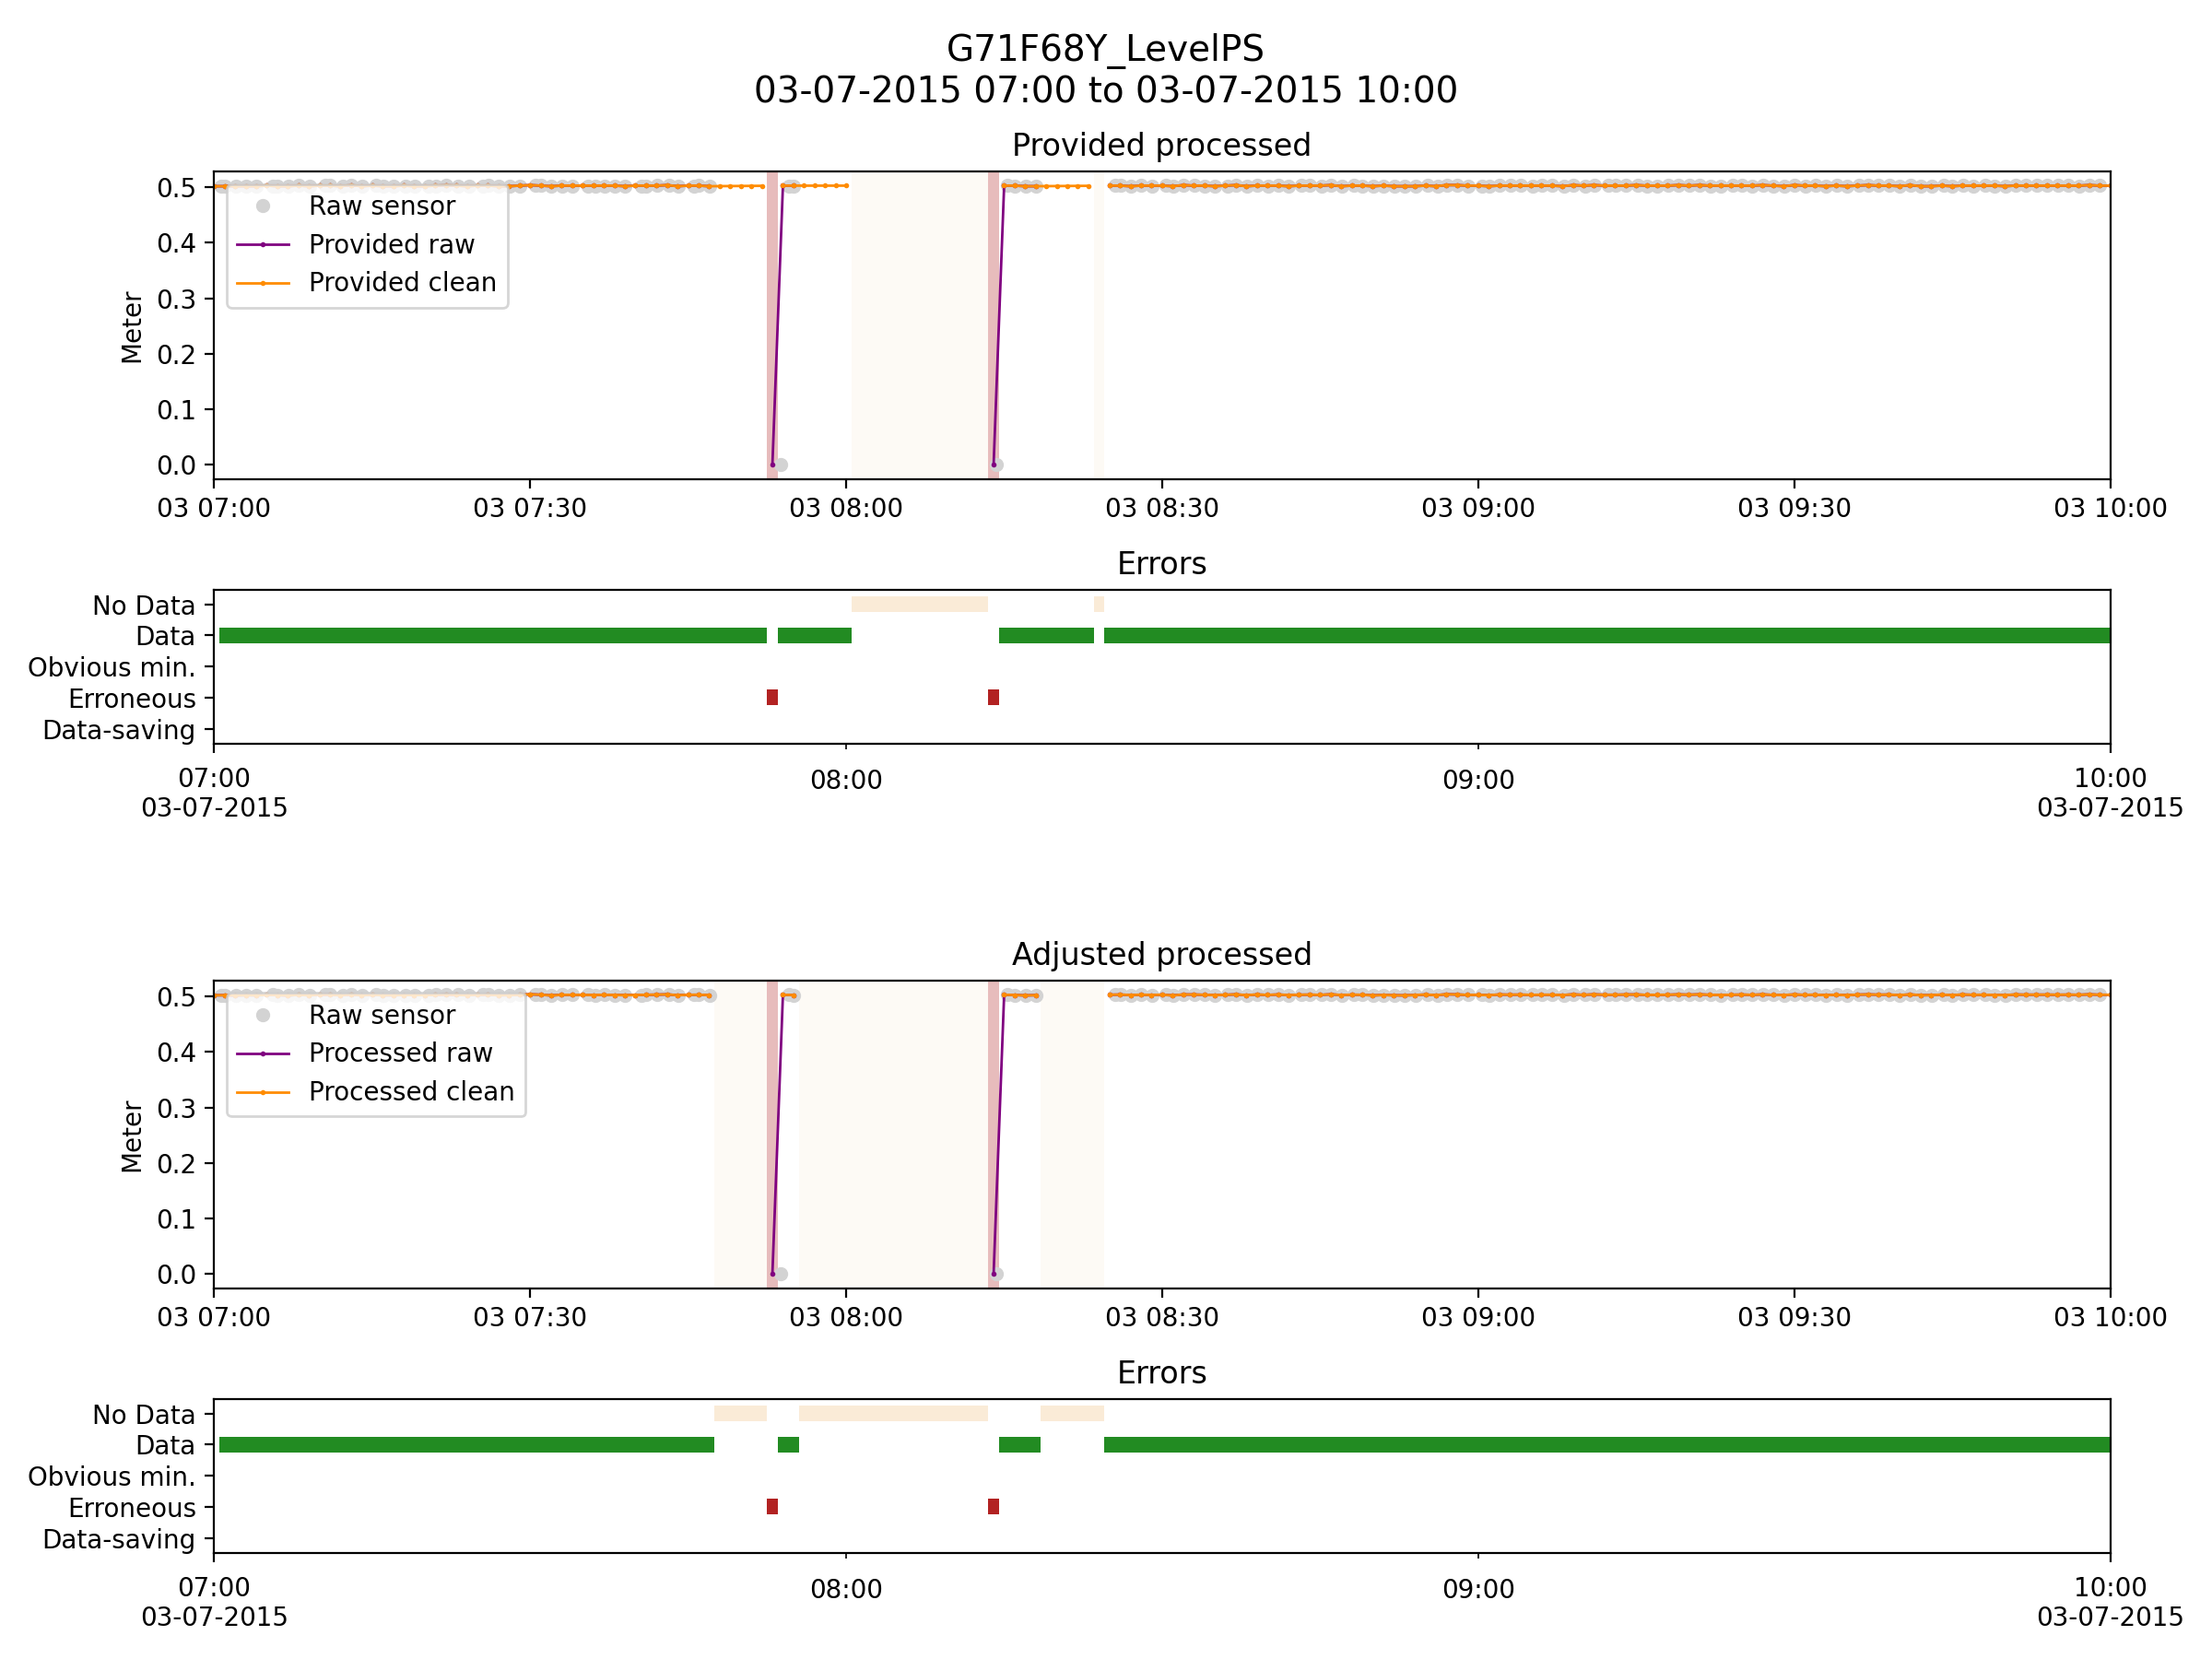 G71F68Y_LevelPS
03-07-2015 07:00 to 03-07-2015 10:00
Provided processed
Meter
0.5
0.4
0.3
0.2
0.1
0.0
Raw sensor
Provided raw
Provided clean
03 07:00 03 07:30 03 08:00 03 08:30 03 09:00 03 09:30 03 10:00
Errors
No Data
Data
Obvious min.
Erroneous
Data-saving
07:00 08:00 09:00 10:00
03-07-2015 03-07-2015
Adjusted processed
Meter
0.5
0.4
0.3
0.2
0.1
0.0
Raw sensor
Processed raw
Processed clean
03 07:00 03 07:30 03 08:00 03 08:30 03 09:00 03 09:30 03 10:00
Errors
No Data
Data
Obvious min.
Erroneous
Data-saving
07:00 08:00 09:00 10:00
03-07-2015 03-07-2015